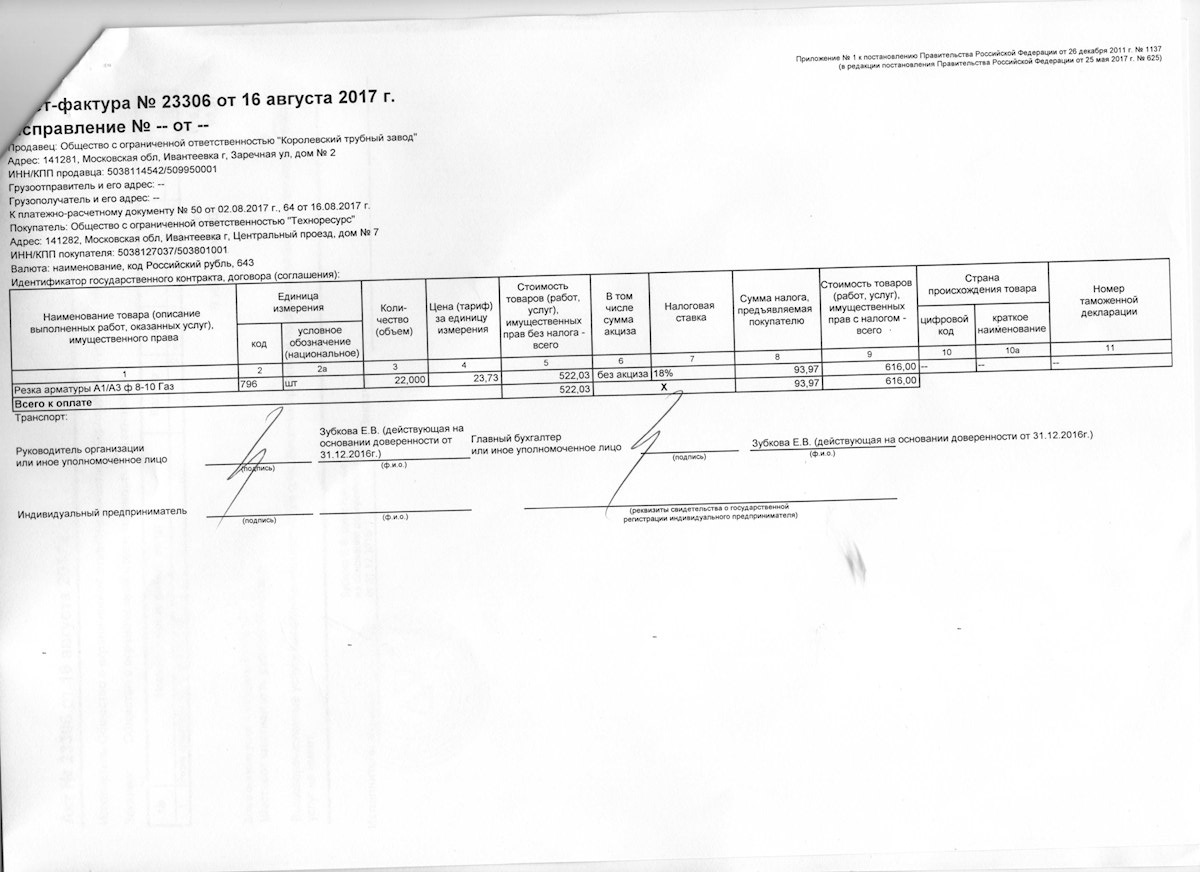 Приложение № 1 к постановлению Правительства Российской Федерации от 26 декабря 2011 г. № 1137
(в редакции постановления Правительства Российской Федерации от 25 мая 2017 г. № 625)
т-фактура № 23306 от 16 августа 2017 г.
справление № -- от --
Продавец: Общество с ограниченной ответственностью "Королевский трубный завод"
Адрес: 141281, Московская обл, Ивантеевка г, Заречная ул, дом № 2
ИНН/КПП продавца: 5038114542/509950001
Грузоотправитель и его адрес: --
Грузополучатель и его адрес: --
К платежно-расчетному документу № 50 от 02.08.2017 г., 64 от 16.08.2017 г.
Покупатель: Общество с ограниченной ответственностью "Техноресурс"
Адрес: 141282, Московская обл, Ивантеевка г, Центральный проезд, дом № 7
ИНН/КПП покупателя: 5038127037/503801001
Валюта: наименование, код Российский рубль, 643
Идентификатор государственного контракта, договора (соглашения):
Наименование товара (описание
выполненных работ, оказанных услуг),
имущественного права
Единица
измерения
код
условное
обозначение
(национальное)
Коли-
чество
(объем)
Цена (тариф)
за единицу
измерения
Стоимость
товаров (работ,
услуг),
имущественных
прав без налога -
всего
В том
числе
сумма
акциза
Налоговая
ставка
Сумма налога,
предъявляемая
покупателю
Стоимость товаров
(работ, услуг),
имущественных
прав с налогом -
всего
Страна
происхождения товара
цифровой
код
краткое
наименование
Номер
таможенной
декларации
1 2 2а 3 4 5 6 7 8 9 10 10а 11
Резка арматуры А1/А3 ф 8-10 Газ 796 шт 22,000 23,73 522,03 без акциза 18% 93,97 616,00 -- -- --
Всего к оплате 522,03 Х 93,97 616,00
Транспорт:
Руководитель организации
или иное уполномоченное лицо
(подпись)
Зубкова Е.В. (действующая на
основании доверенности от
31.12.2016г.)
(ф.и.о.)
Главный бухгалтер
или иное уполномоченное лицо
(подпись)
Зубкова Е.В. (действующая на основании доверенности от 31.12.2016г.)
(ф.и.о.)
Индивидуальный предприниматель
(подпись)
(ф.и.о.)
(реквизиты свидетельства о государственной
регистрации индивидуального предпринимателя)